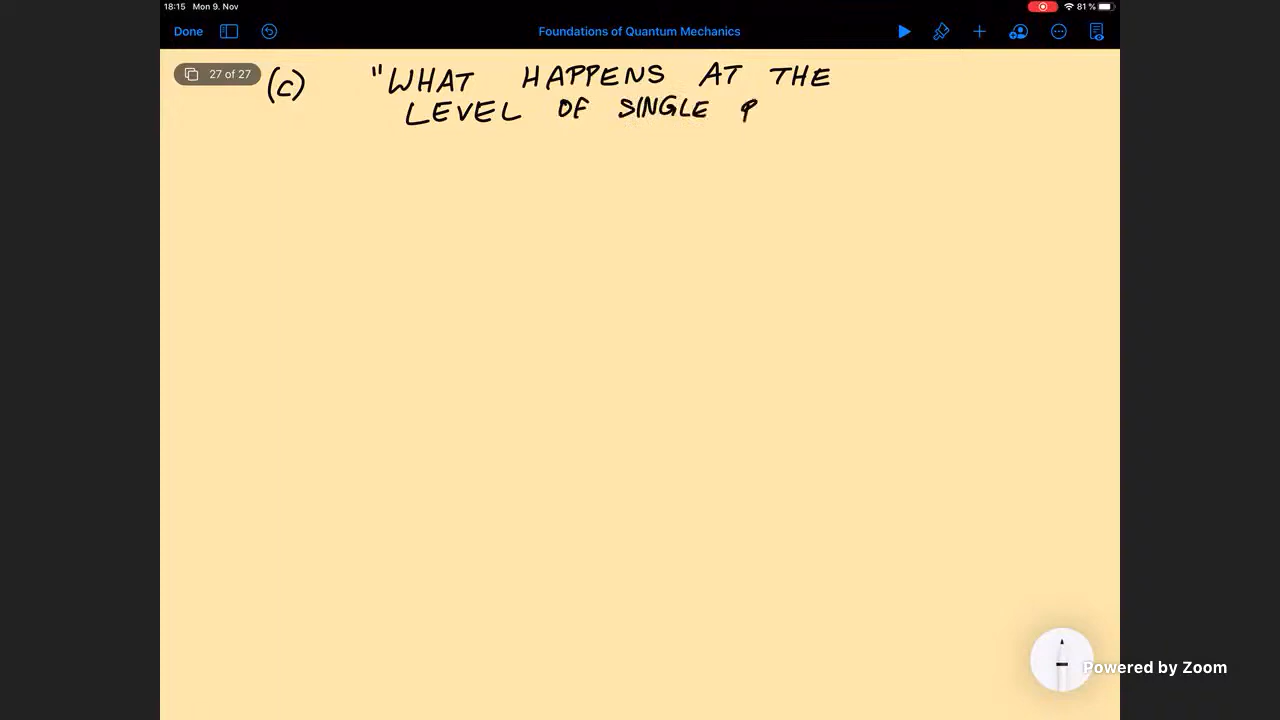 18:15 Mon 9. Nov 81%
Done Foundations of Quantum Mechanics
27 of 27
(c) "WHAT HAPPENS AT THE
LEVEL OF SINGLE P
Powered by Zoom